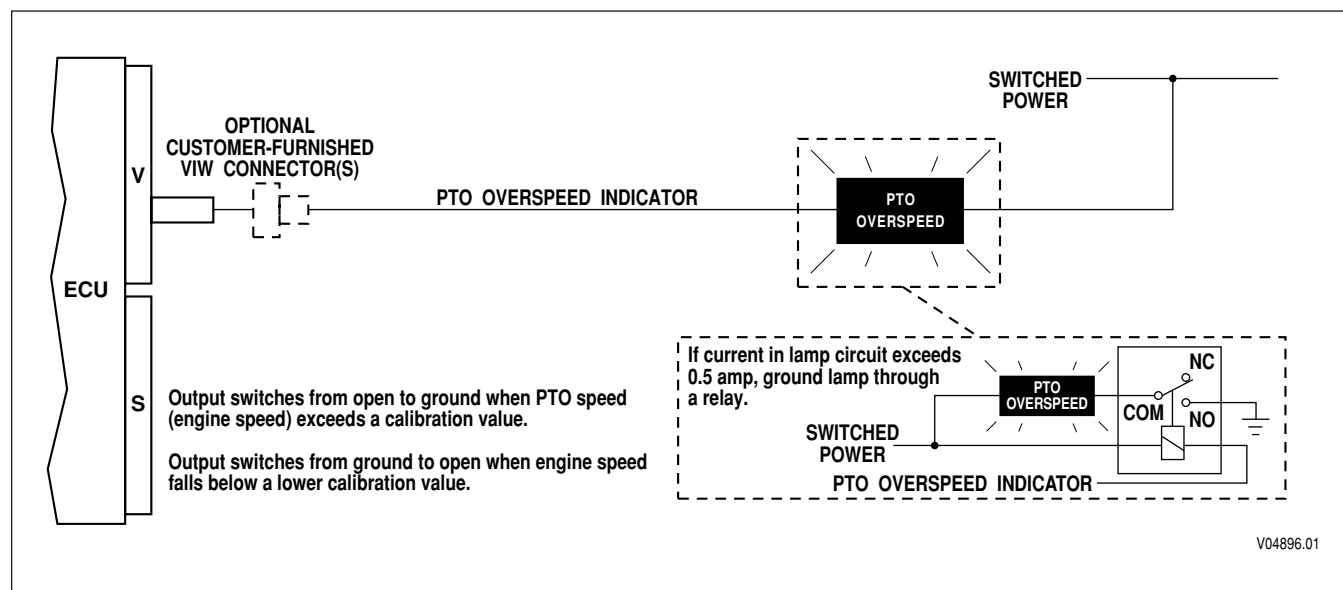 SWITCHED
POWER
OPTIONAL
CUSTOMER-FURNISHED
VIW CONNECTOR(S)
V
PTO OVERSPEED INDICATOR
PTO
OVERSPEED
ECU
S
Output switches from open to ground when PTO speed
(engine speed) exceeds a calibration value.
Output switches from ground to open when engine speed
falls below a lower calibration value.
If current in lamp circuit exceeds
0.5 amp, ground lamp through
a relay.
PTO
OVERSPEED
NC
COM
NO
SWITCHED
POWER
PTO OVERSPEED INDICATOR
V04896.01